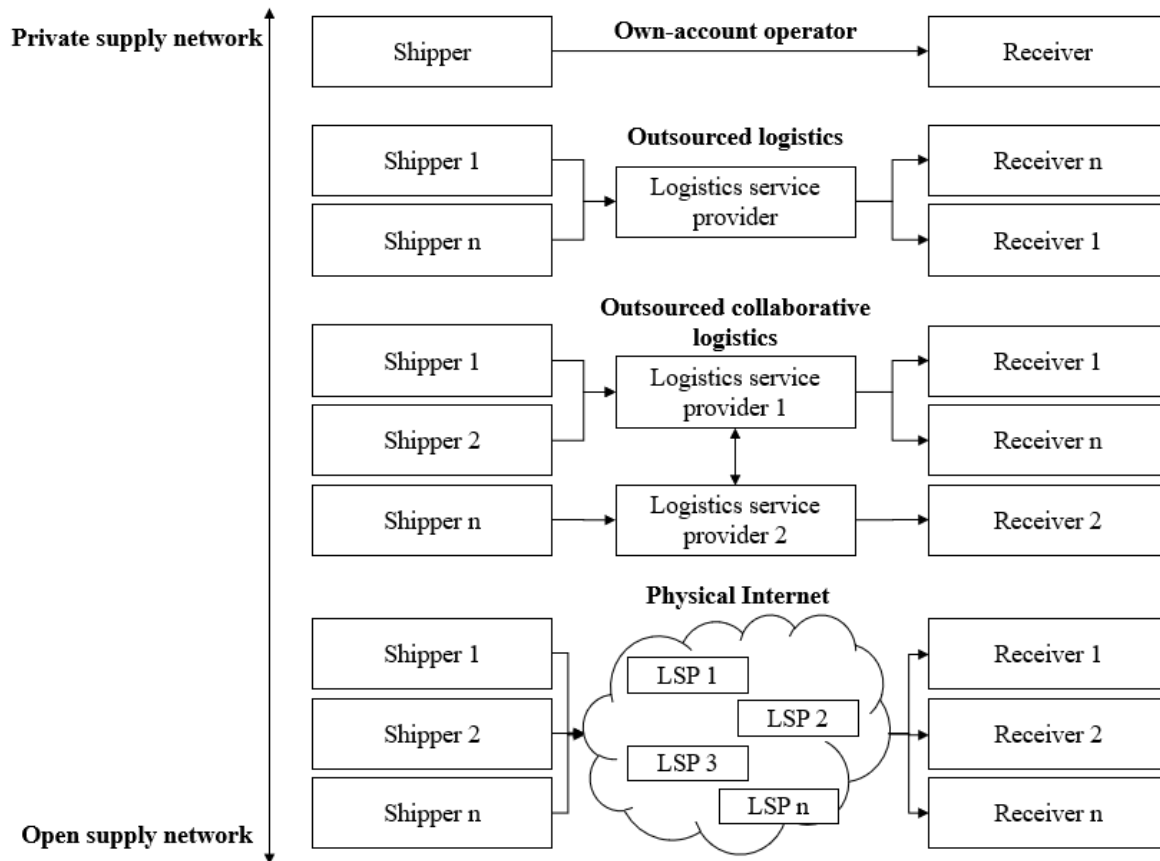 Private supply network
Shipper
Own-account operator
Receiver
Shipper 1
Shipper n
Outsourced logistics
Logistics service
provider
Receiver n
Receiver 1
Outsourced collaborative
logistics
Shipper 1
Shipper 2
Shipper n
Logistics service
provider 1
Logistics service
provider 2
Receiver 1
Receiver n
Receiver 2
Physical Internet
Shipper 1
Shipper 2
Shipper n
LSP 1
LSP 2
LSP 3
LSP n
Receiver 1
Receiver 2
Receiver n
Open supply network